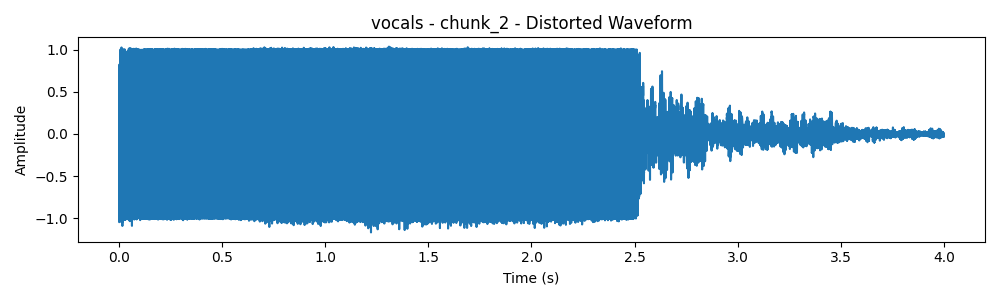 vocals - chunk_2 - Distorted Waveform
1.0
0.5
0.0
−0.5
−1.0
Amplitude
0.0 0.5 1.0 1.5 2.0 2.5 3.0 3.5 4.0
Time (s)